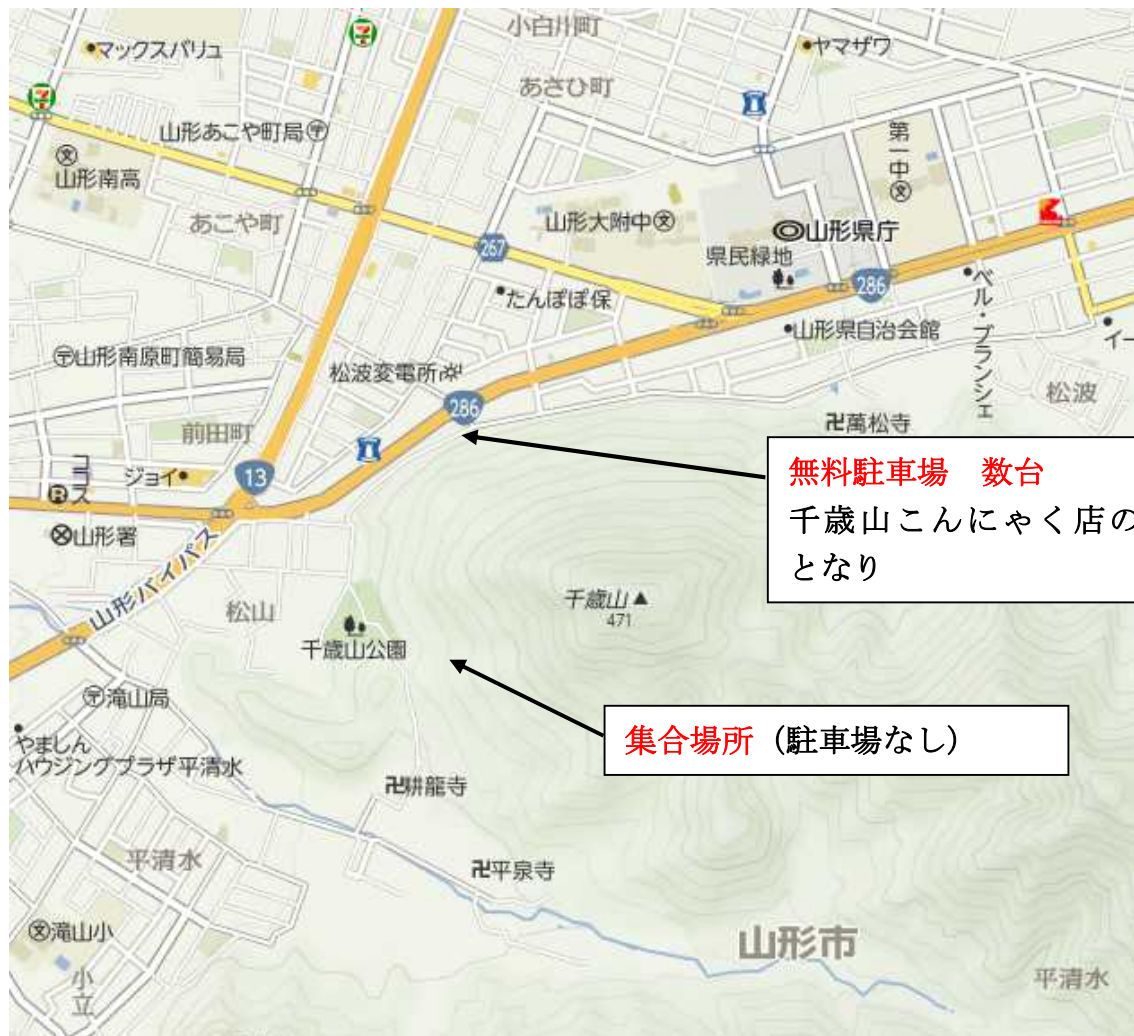 小白川町
マックスバリュ
ヤマザワ
あさひ町
山形あこや町局
第一中
山形南高
あこや町
山形大附中
山形県庁
県民緑地
267
286
たんぽぽ保
ベル・ブランシェ
山形県自治会館
イー
山形南原町簡易局
松波変電所
松波
286
前田町
萬松寺
ココス
ジョイ
13
無料駐車場 数台
千歳山こんにゃく店の
となり
山形署
山形バイパス
松山
千歳山
471
千歳山公園
滝山局
集合場所（駐車場なし）
やましん
ハウジングプラザ平清水
卍耕龍寺
平清水
卍平泉寺
滝山小
山形市
小立
平清水